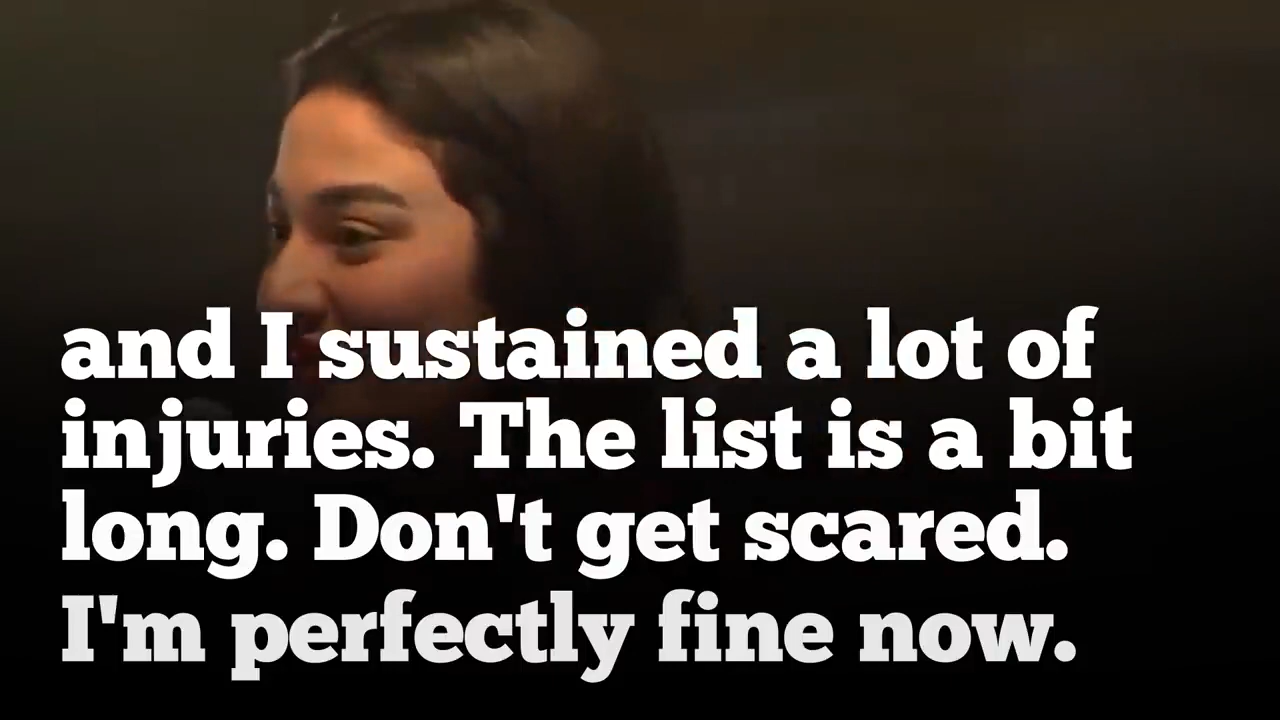 and I sustained a lot of
injuries. The list is a bit
long. Don't get scared.
I'm perfectly fine now.